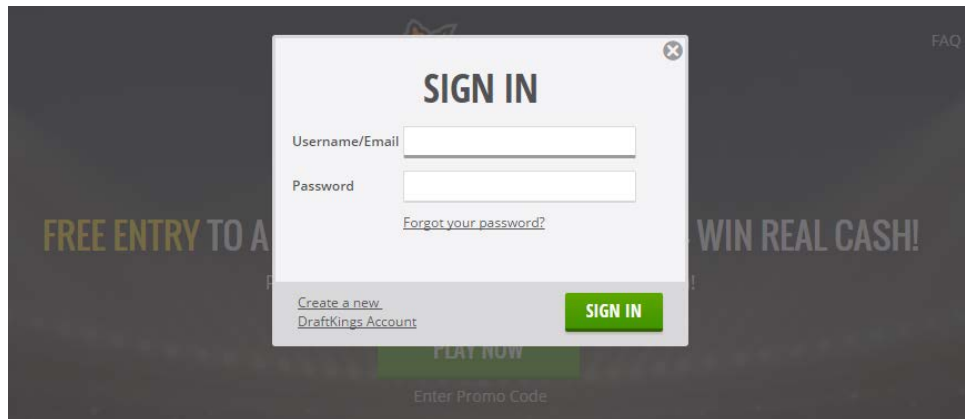 FAQ
SIGN IN
Username/Email
Password
Forgot your password?
FREE ENTRY TO A WIN REAL CASH!
Create a new
DraftKings Account
SIGN IN
PLAY NOW
Enter Promo Code